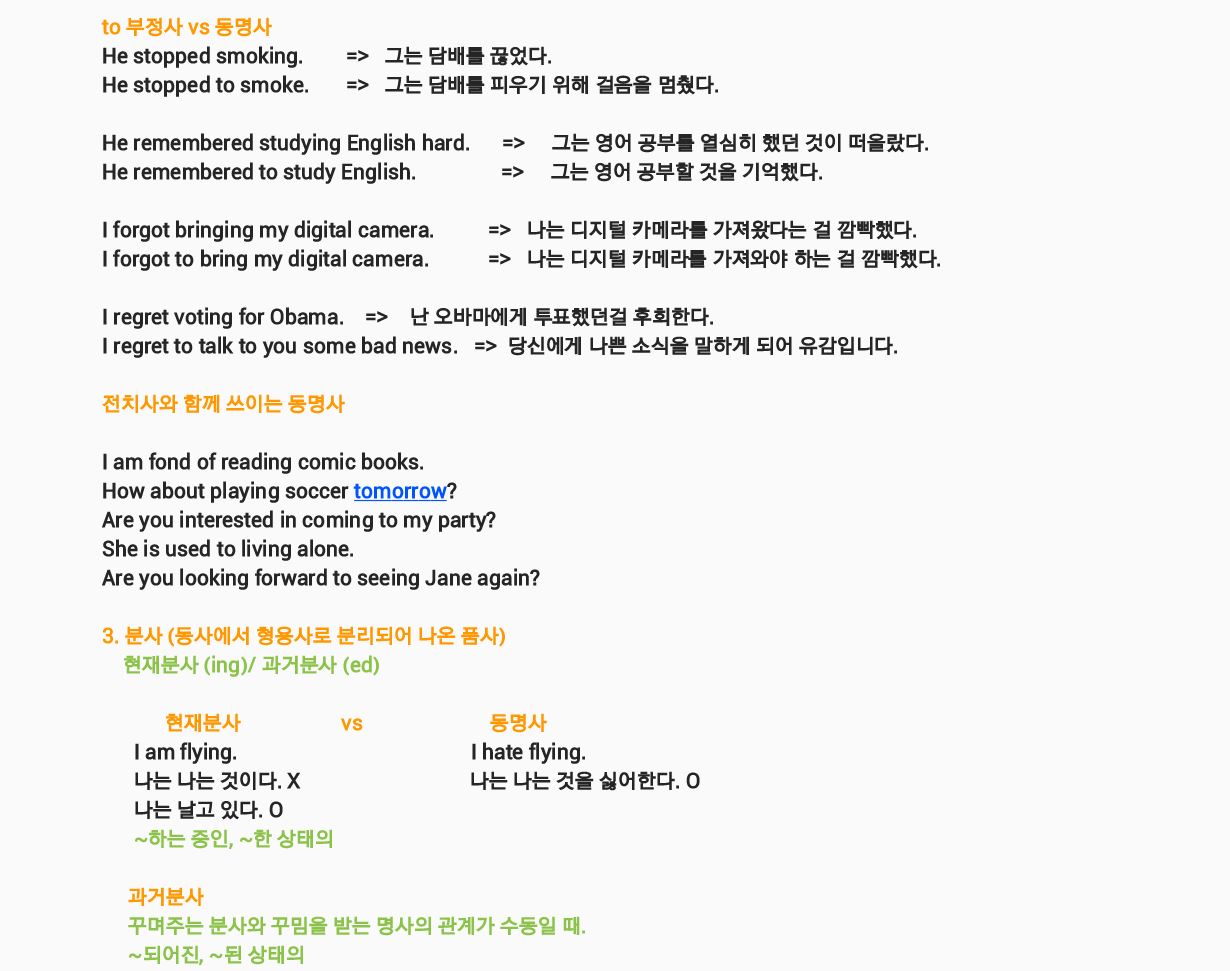 to 부정사 vs 동명사
He stopped smoking. => 그는 담배를 끊었다.
He stopped to smoke. => 그는 담배를 피우기 위해 걸음을 멈췄다.
He remembered studying English hard. => 그는 영어 공부를 열심히 했던 것이 떠올랐다.
He remembered to study English. => 그는 영어 공부할 것을 기억했다.
I forgot bringing my digital camera. => 나는 디지털 카메라를 가져왔다는 걸 깜빡했다.
I forgot to bring my digital camera. => 나는 디지털 카메라를 가져와야 하는 걸 깜빡했다.
I regret voting for Obama. => 난 오바마에게 투표했던걸 후회한다.
I regret to talk to you some bad news. => 당신에게 나쁜 소식을 말하게 되어 유감입니다.
전치사와 함께 쓰이는 동명사
I am fond of reading comic books.
How about playing soccer tomorrow?
Are you interested in coming to my party?
She is used to living alone.
Are you looking forward to seeing Jane again?
3. 분사 (동사에서 형용사로 분리되어 나온 품사)
현재분사 (ing)/ 과거분사 (ed)
현재분사 vs 동명사
I am flying. I hate flying.
나는 나는 것이다. X 나는 나는 것을 싫어한다. O
나는 날고 있다. O
~하는 중인, ~한 상태의
과거분사
꾸며주는 분사와 꾸밈을 받는 명사의 관계가 수동일 때.
~되어진, ~된 상태의